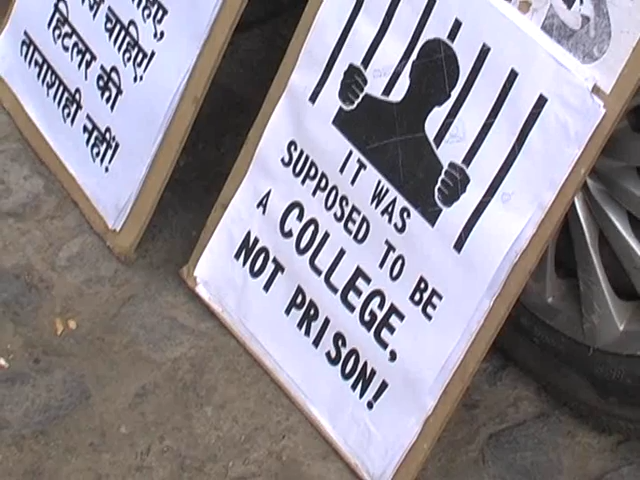 चाहिए!
हिटलर की
तानाशाही नहीं!
IT WAS
SUPPOSED TO BE
A COLLEGE,
NOT PRISON!